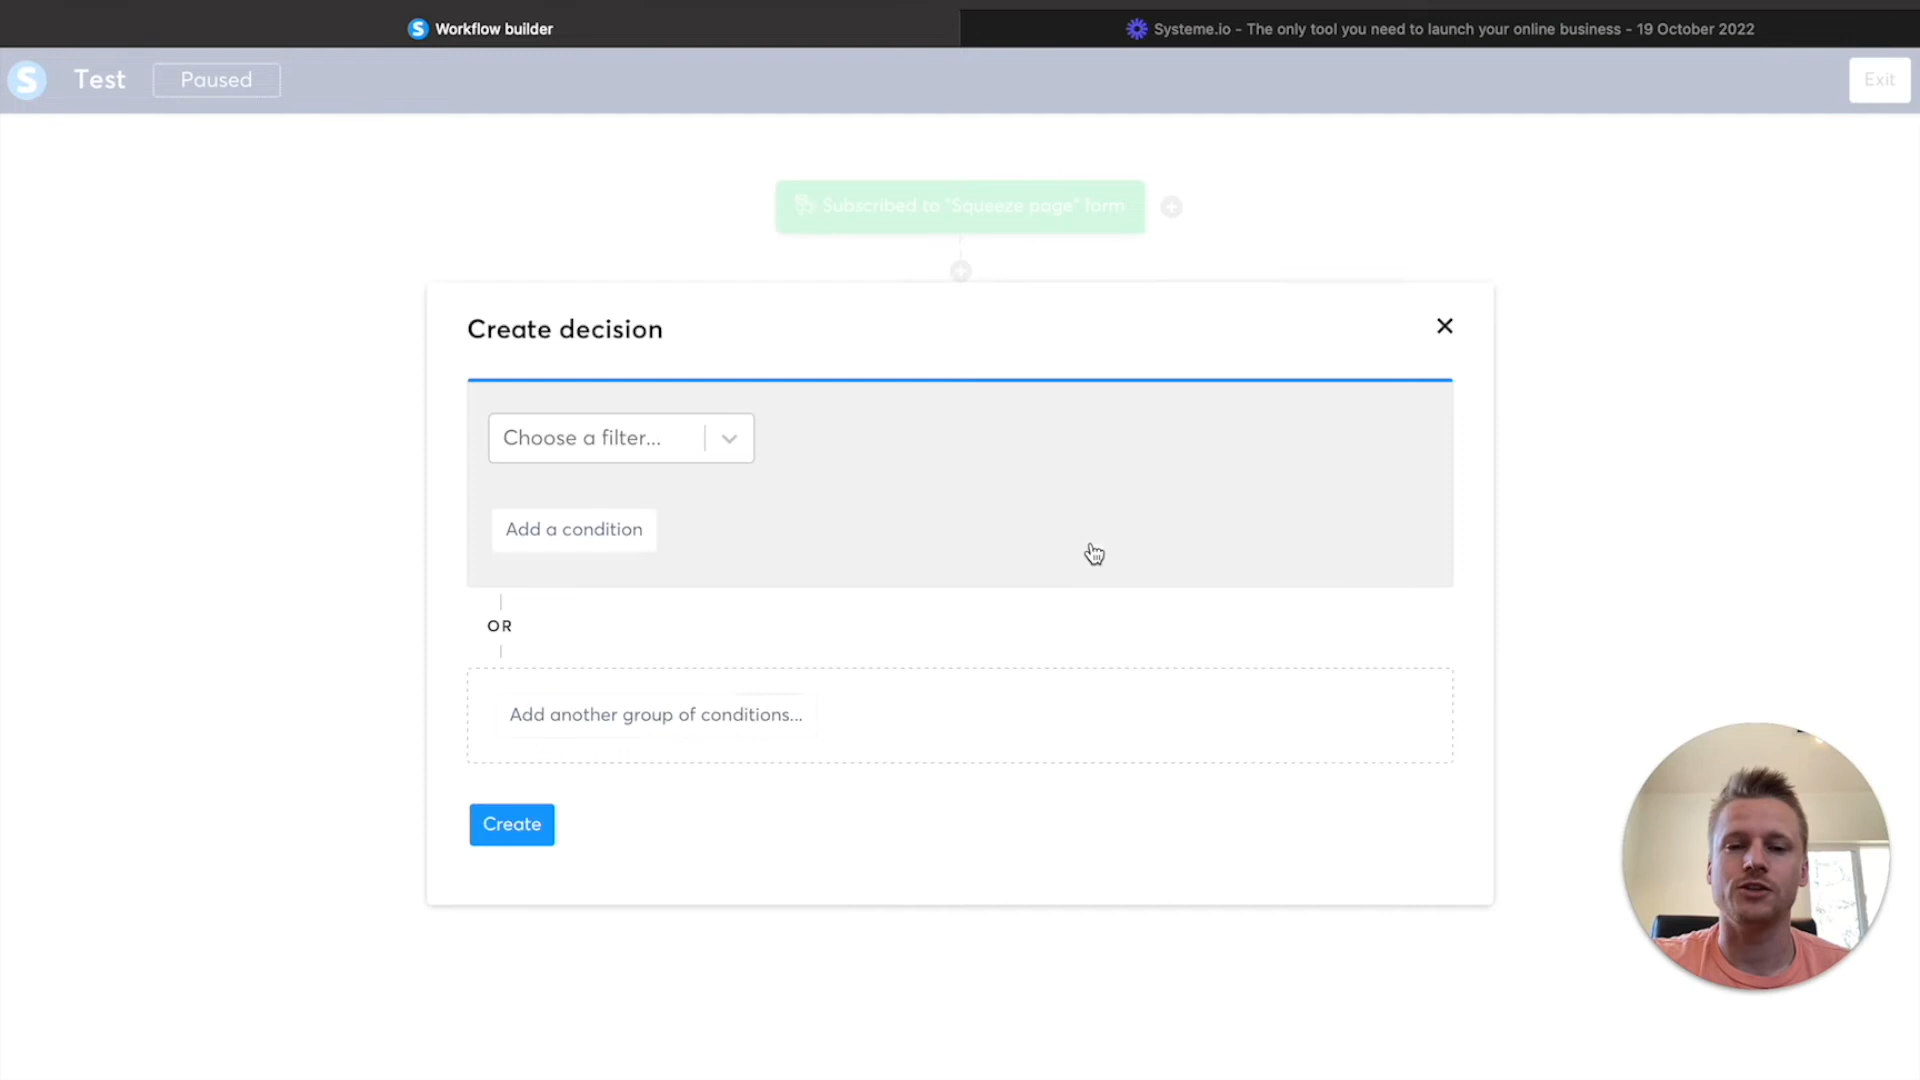 Workflow builder
Systeme.io - The only tool you need to launch your online business - 19 October 2022
S Test Paused Exit
Subscribed to "Squeeze page" form
Create decision
Choose a filter...
Add a condition
OR
Add another group of conditions...
Create